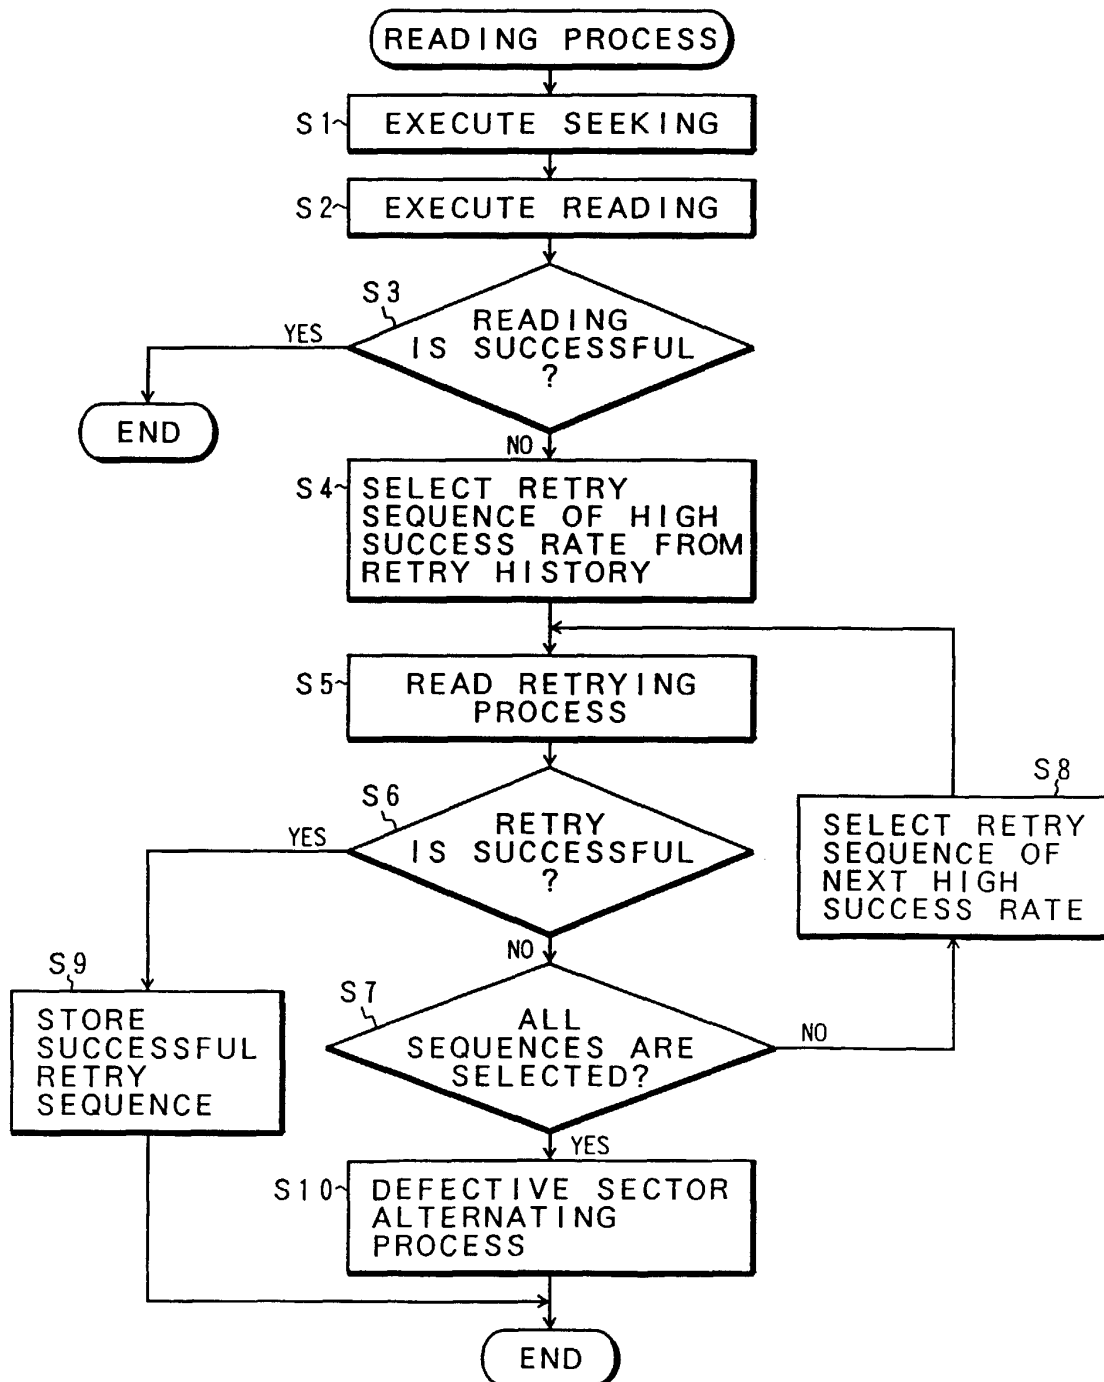 READING PROCESS
S1
EXECUTE SEEKING
S2
EXECUTE READING
S3
READING
IS SUCCESSFUL
?
YES
END
NO
S4
SELECT RETRY
SEQUENCE OF HIGH
SUCCESS RATE FROM
RETRY HISTORY
S5
READ RETRYING
PROCESS
S6
RETRY
IS SUCCESSFUL
?
YES
NO
S8
SELECT RETRY
SEQUENCE OF
NEXT HIGH
SUCCESS RATE
S9
STORE
SUCCESSFUL
RETRY
SEQUENCE
S7
ALL
SEQUENCES ARE
SELECTED?
NO
YES
S10
DEFECTIVE SECTOR
ALTERNATING
PROCESS
END